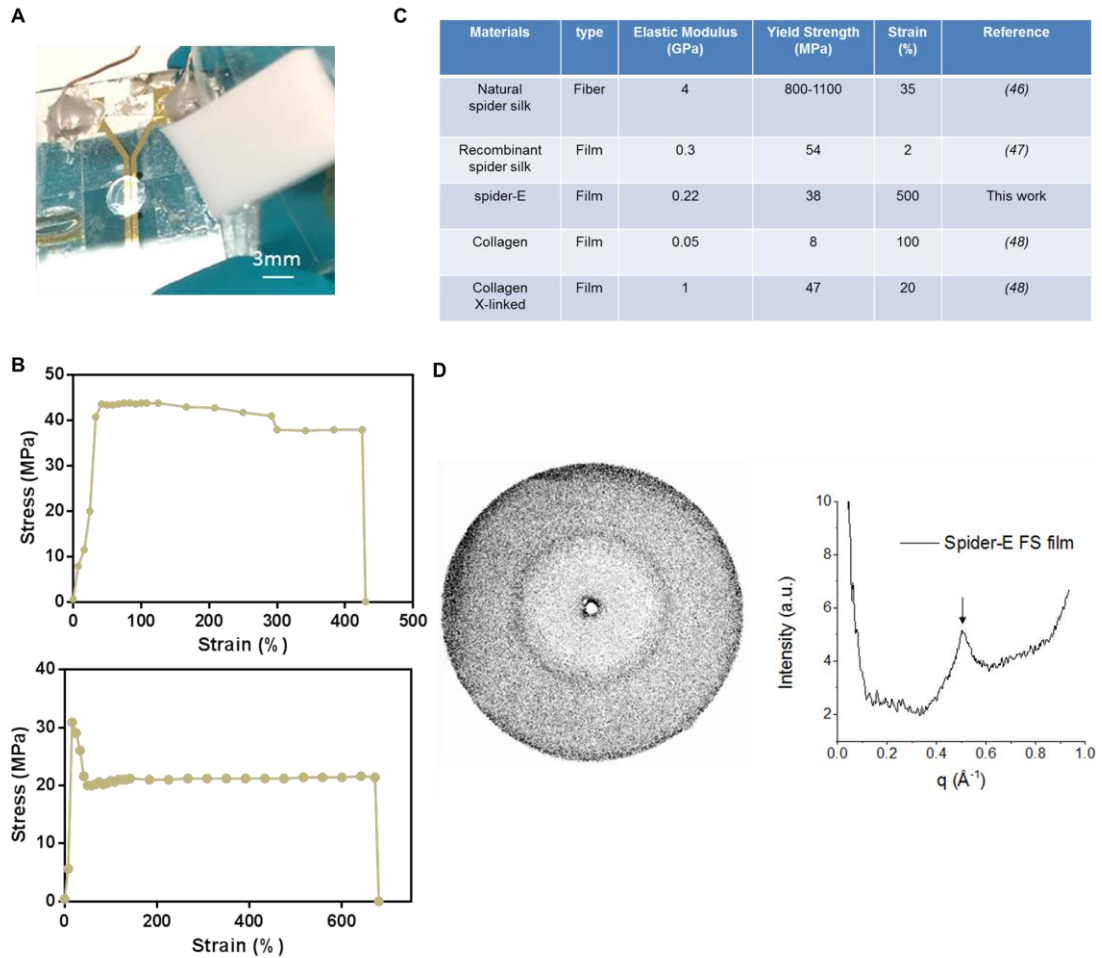 A
3mm
B
Stress (MPa)
50
40
30
20
10
0
0 100 200 300 400 500
Strain (%)
Stress (MPa)
40
30
20
10
0
0 200 400 600
Strain (%)
C
Materials type Elastic Modulus (GPa) Yield Strength (MPa) Strain (%) Reference
Natural spider silk Fiber 4 800-1100 35 (46)
Recombinant spider silk Film 0.3 54 2 (47)
spider-E Film 0.22 38 500 This work
Collagen Film 0.05 8 100 (48)
Collagen X-linked Film 1 47 20 (48)
D
Intensity (a.u.)
10
8
6
4
2
Spider-E FS film
0.0 0.2 0.4 0.6 0.8 1.0
q (Å⁻¹)